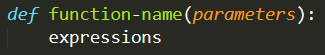 def function-name(parameters):
    expressions